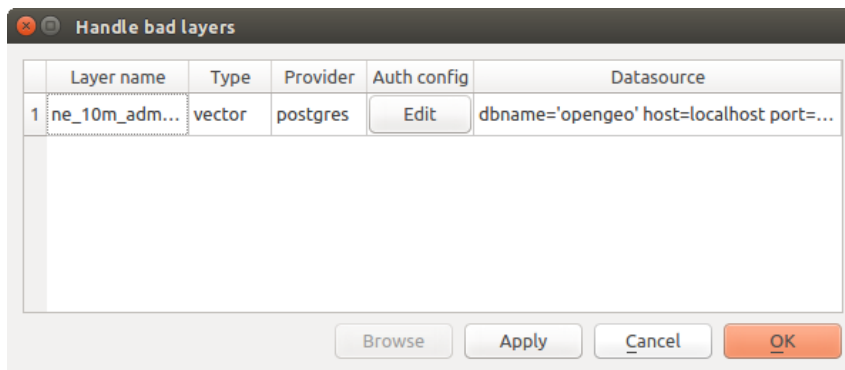 Handle bad layers
Layer name Type Provider Auth config Datasource
1 ne_10m_adm... vector postgres Edit dbname='opengeo' host=localhost port=...
Browse Apply Cancel OK